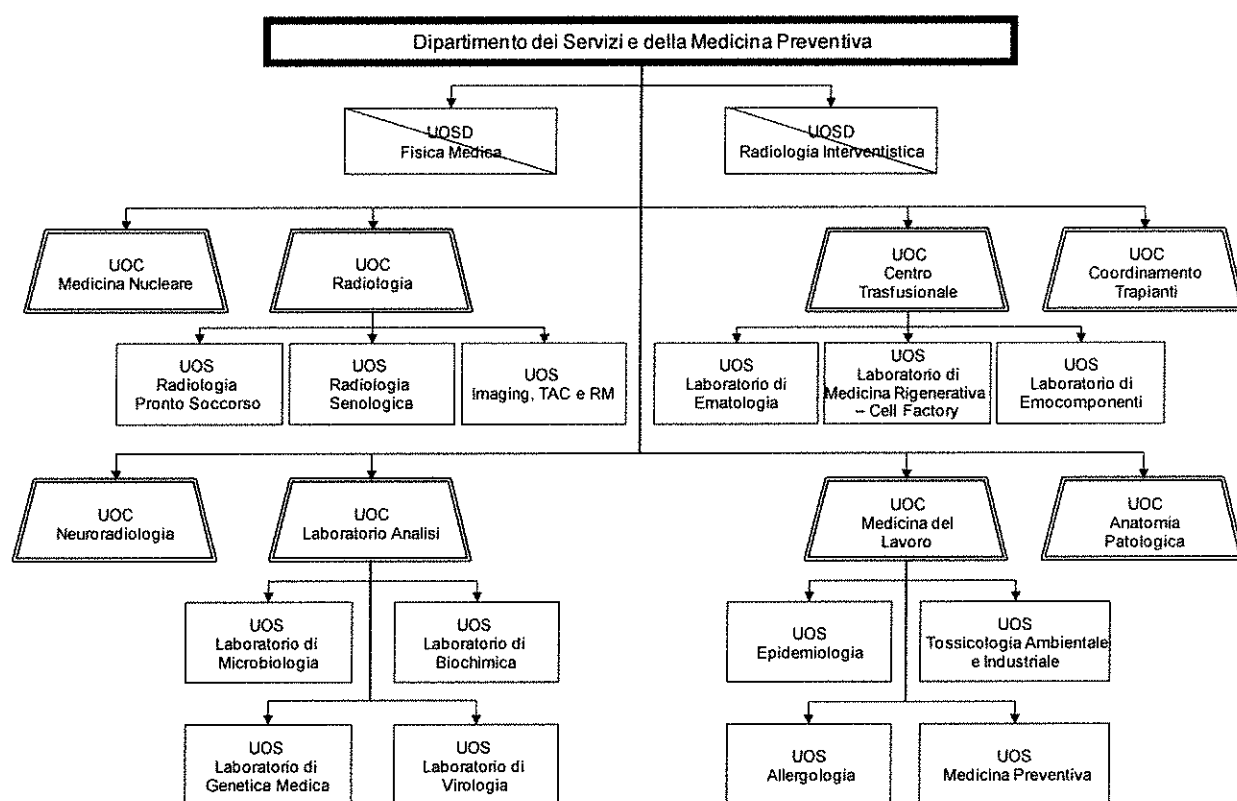 Dipartimento dei Servizi e della Medicina Preventiva
UOSD
Fisica Medica
UOSD
Radiologia Interventistica
UOC
Medicina Nucleare
UOC
Radiologia
UOC
Centro
Trasfusionale
UOC
Coordinamento
Trapianti
UOS
Radiologia
Pronto Soccorso
UOS
Radiologia
Senologica
UOS
Imaging, TAC e RM
UOS
Laboratorio di
Ematologia
UOS
Laboratorio di
Medicina Rigenerativa
– Cell Factory
UOS
Laboratorio di
Emocomponenti
UOC
Neuroradiologia
UOC
Laboratorio Analisi
UOC
Medicina del
Lavoro
UOC
Anatomia
Patologica
UOS
Laboratorio di
Microbiologia
UOS
Laboratorio di
Biochimica
UOS
Epidemiologia
UOS
Tossicologia Ambientale
e Industriale
UOS
Laboratorio di
Genetica Medica
UOS
Laboratorio di
Virologia
UOS
Allergologia
UOS
Medicina Preventiva